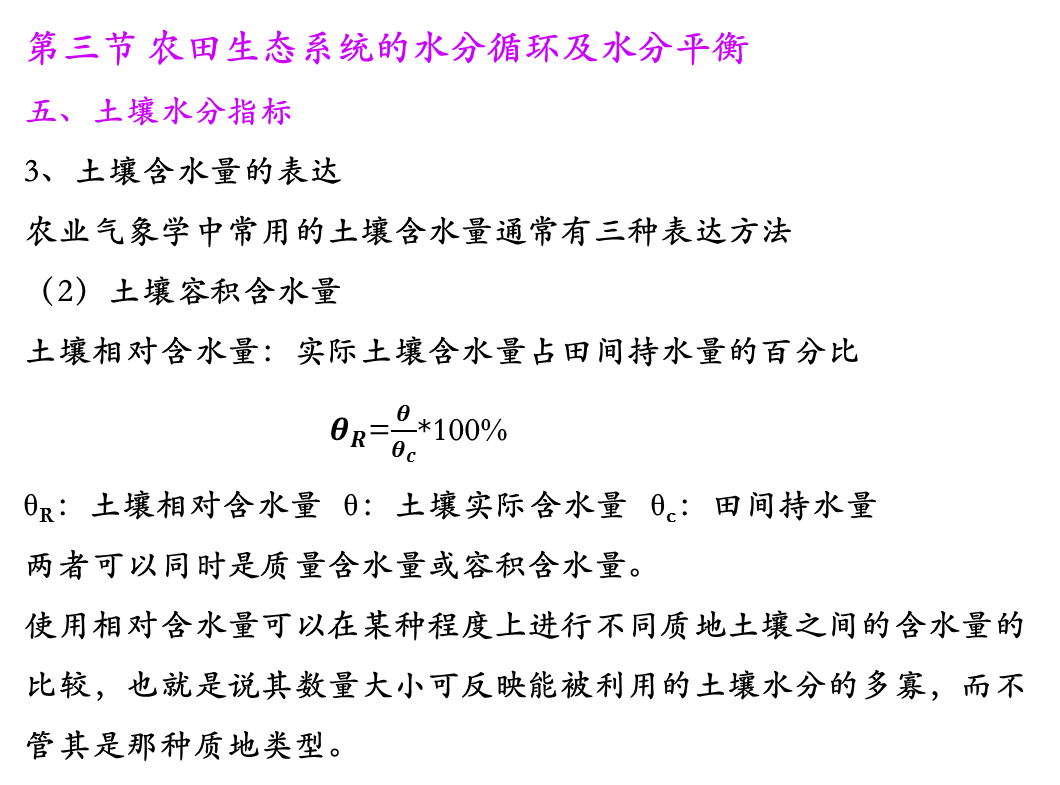 第三节 农田生态系统的水分循环及水分平衡
五、土壤水分指标
3、土壤含水量的表达
农业气象学中常用的土壤含水量通常有三种表达方法
（2）土壤容积含水量
土壤相对含水量：实际土壤含水量占田间持水量的百分比
θ_R=θ/θ_c*100%
θ_R：土壤相对含水量 θ：土壤实际含水量 θ_c：田间持水量
两者可以同时是质量含水量或容积含水量。
使用相对含水量可以在某种程度上进行不同质地土壤之间的含水量的
比较，也就是说其数量大小可反映能被利用的土壤水分的多寡，而不
管其是那种质地类型。